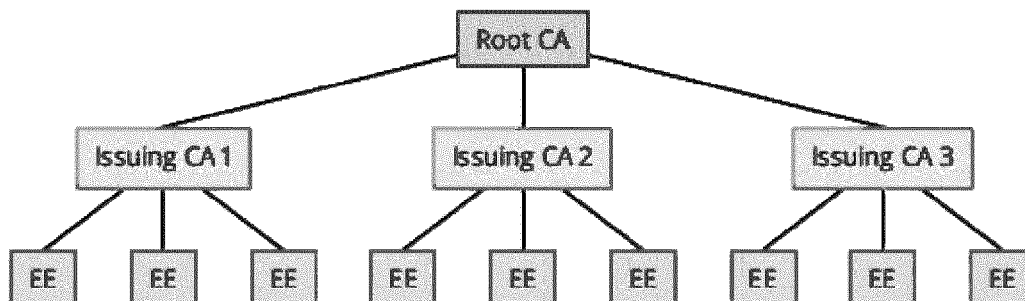 Root CA
Issuing CA 1 Issuing CA 2 Issuing CA 3
EE EE EE EE EE EE EE EE EE